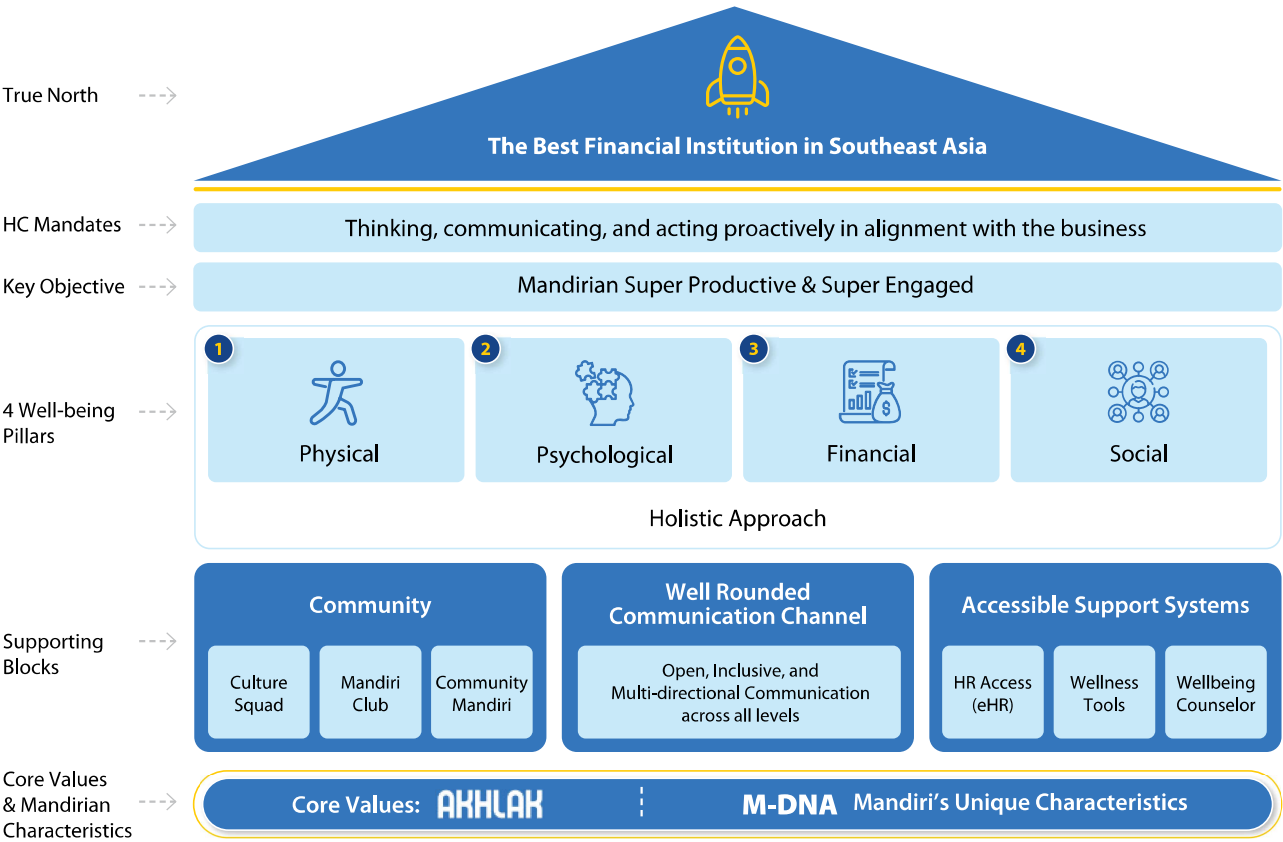 True North
The Best Financial Institution in Southeast Asia
HC Mandates
Thinking, communicating, and acting proactively in alignment with the business
Key Objective
Mandirian Super Productive & Super Engaged
4 Well-being
Pillars
1
Physical
2
Psychological
3
$
Financial
4
Social
Holistic Approach
Supporting
Blocks
Community
Culture
Squad
Mandiri
Club
Community
Mandiri
Well Rounded
Communication Channel
Open, Inclusive, and
Multi-directional Communication
across all levels
Accessible Support Systems
HR Access
(eHR)
Wellness
Tools
Wellbeing
Counselor
Core Values
& Mandirian
Characteristics
Core Values: AKHLAK
M-DNA Mandiri's Unique Characteristics